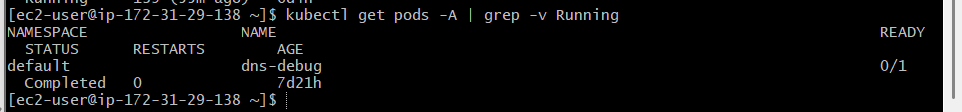 [ec2-user@ip-172-31-29-138 ~]$ kubectl get pods -A | grep -v Running
NAMESPACE NAME READY
STATUS RESTARTS AGE
default dns-debug 0/1
Completed 0 7d21h
[ec2-user@ip-172-31-29-138 ~]$